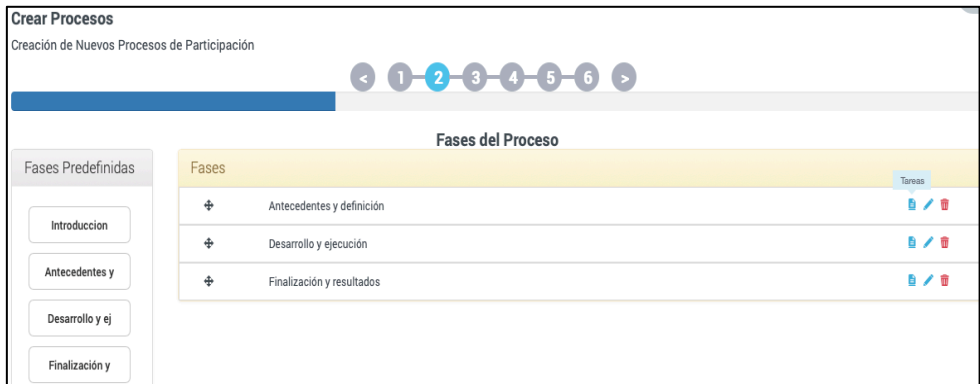 Crear Procesos
Creación de Nuevos Procesos de Participación
< 1 2 3 4 5 6 >
Fases del Proceso
Fases Predefinidas
Introduccion
Antecedentes y
Desarrollo y ej
Finalización y
Fases
Tareas
Antecedentes y definición
Desarrollo y ejecución
Finalización y resultados